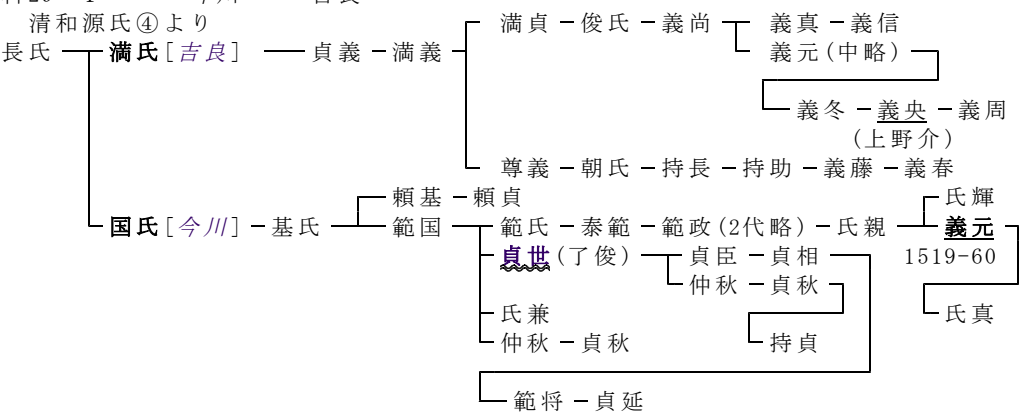 清和源氏④より
満貞－俊氏－義尚 義真－義信
長氏 満氏[吉良] 貞義－満義 義元(中略)
義冬－義央－義周
(上野介)
尊義－朝氏－持長－持助－義藤－義春
頼基－頼貞 氏輝
国氏[今川]－基氏 範国 範氏－泰範－範政(2代略)－氏親 義元
貞世(了俊) 貞臣－貞相 1519-60
仲秋－貞秋
氏兼 氏真
仲秋－貞秋 持貞
範将－貞延